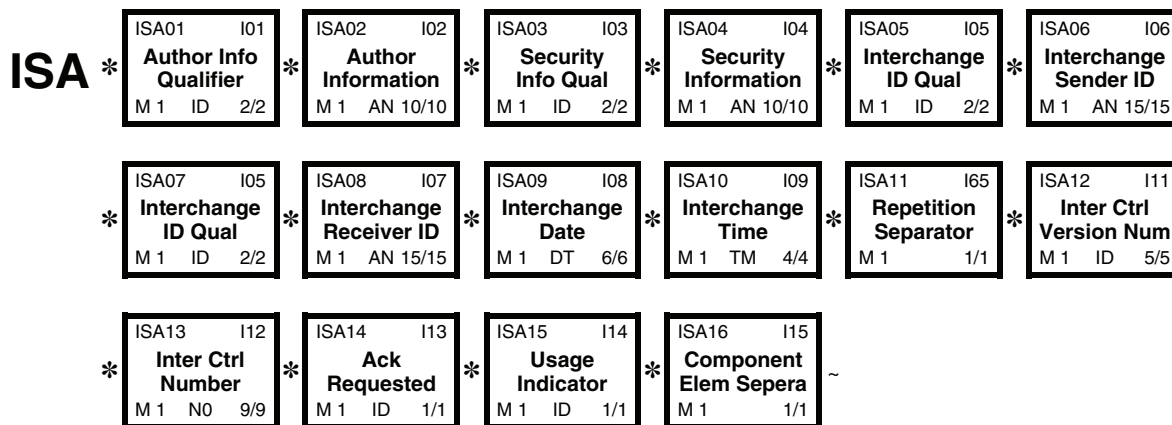 ISA01 I01 ISA02 I02 ISA03 I03 ISA04 I04 ISA05 I05 ISA06 I06
ISA * Author Info * Author * Security * Security * Interchange * Interchange
Qualifier Information Info Qual Information ID Qual Sender ID
M 1 ID 2/2 M 1 AN 10/10 M 1 ID 2/2 M 1 AN 10/10 M 1 ID 2/2 M 1 AN 15/15
ISA07 I05 ISA08 I07 ISA09 I08 ISA10 I09 ISA11 I65 ISA12 I11
* Interchange * Interchange * Interchange * Interchange * Repetition * Inter Ctrl
ID Qual Receiver ID Date Time Separator Version Num
M 1 ID 2/2 M 1 AN 15/15 M 1 DT 6/6 M 1 TM 4/4 M 1 1/1 M 1 ID 5/5
ISA13 I12 ISA14 I13 ISA15 I14 ISA16 I15
* Inter Ctrl * Ack * Usage * Component ~
Number Requested Indicator Elem Sepera
M 1 N0 9/9 M 1 ID 1/1 M 1 ID 1/1 M 1 1/1